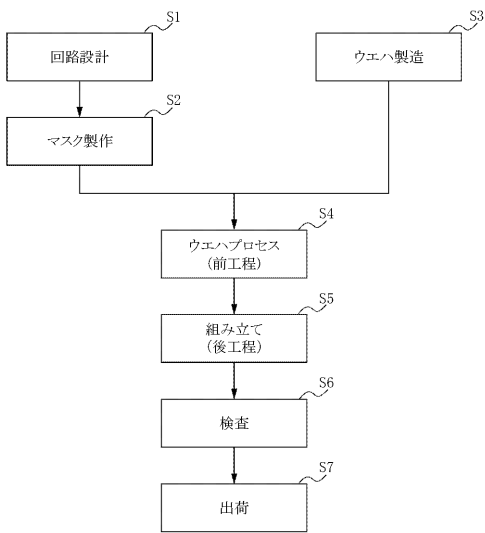 S1
回路設計
S3
ウエハ製造
S2
マスク製作
S4
ウエハプロセス
(前工程)
S5
組み立て
(後工程)
S6
検査
S7
出荷